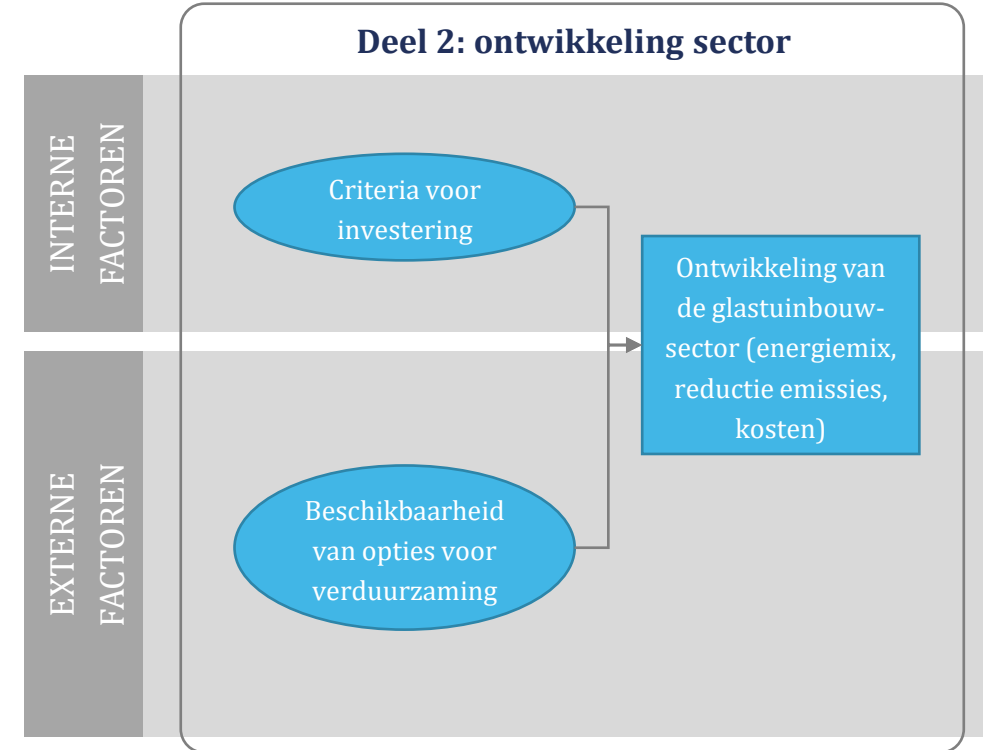 Deel 2: ontwikkeling sector
INTERNE
FACTOREN
Criteria voor
investering
Ontwikkeling van
de glastuinbouw-
sector (energiemix,
reductie emissies,
kosten)
EXTERNE
FACTOREN
Beschikbaarheid
van opties voor
verduurzaming